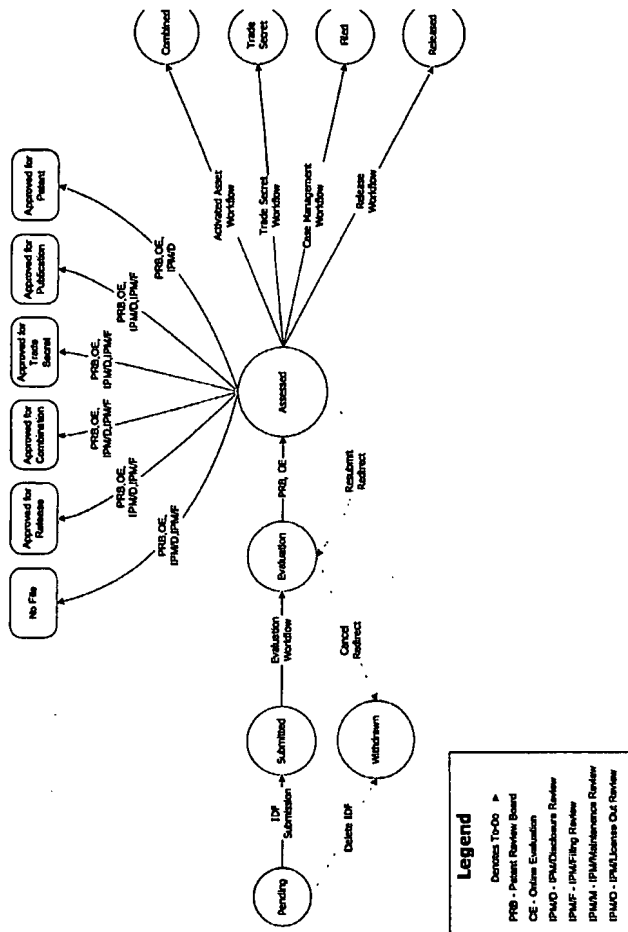 Combined
Trade
Secret
Filed
Released
Activated Asset
Workflow
Trade Secret
Workflow
Case Management
Workflow
Release
Workflow
Approved for
Patent
Approved for
Publication
Approved for
Trade
Secret
Approved for
Combination
Approved for
Release
No File
PRB,OE,
IPM/D
PRB,OE,
IPM/D,IPM/F
PRB,OE,
IPM/D,IPM/F
PRB,OE,
IPM/D,IPM/F
PRB,OE,
IPM/D,IPM/F
PRB,OE,
IPM/D,IPM/F
Assessed
PRB, OE
Resubmit
Redirect
Evaluation
Evaluation
Workflow
Cancel
Redirect
Submitted
Withdrawn
IDF
Submission
Delete IDF
Pending
Legend
Denotes To-Do
PRB - Patent Review Board
OE - Online Evaluation
IPM/D - IPM/Disclosure Review
IPM/F - IPM/Filing Review
IPM/M - IPM/Maintenance Review
IPM/O - IPM/License Out Review